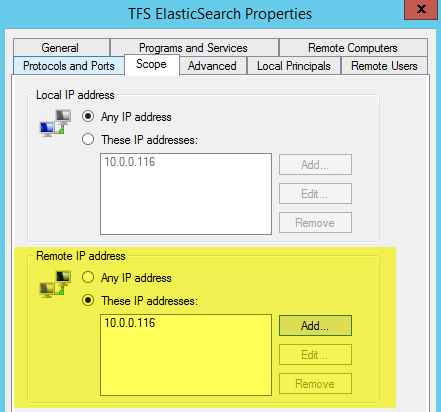 TFS ElasticSearch Properties
x
General Programs and Services Remote Computers
Protocols and Ports Scope Advanced Local Principals Remote Users
Local IP address
Any IP address
These IP addresses:
10.0.0.116
Add...
Edit...
Remove
Remote IP address
Any IP address
These IP addresses:
10.0.0.116
Add...
Edit...
Remove